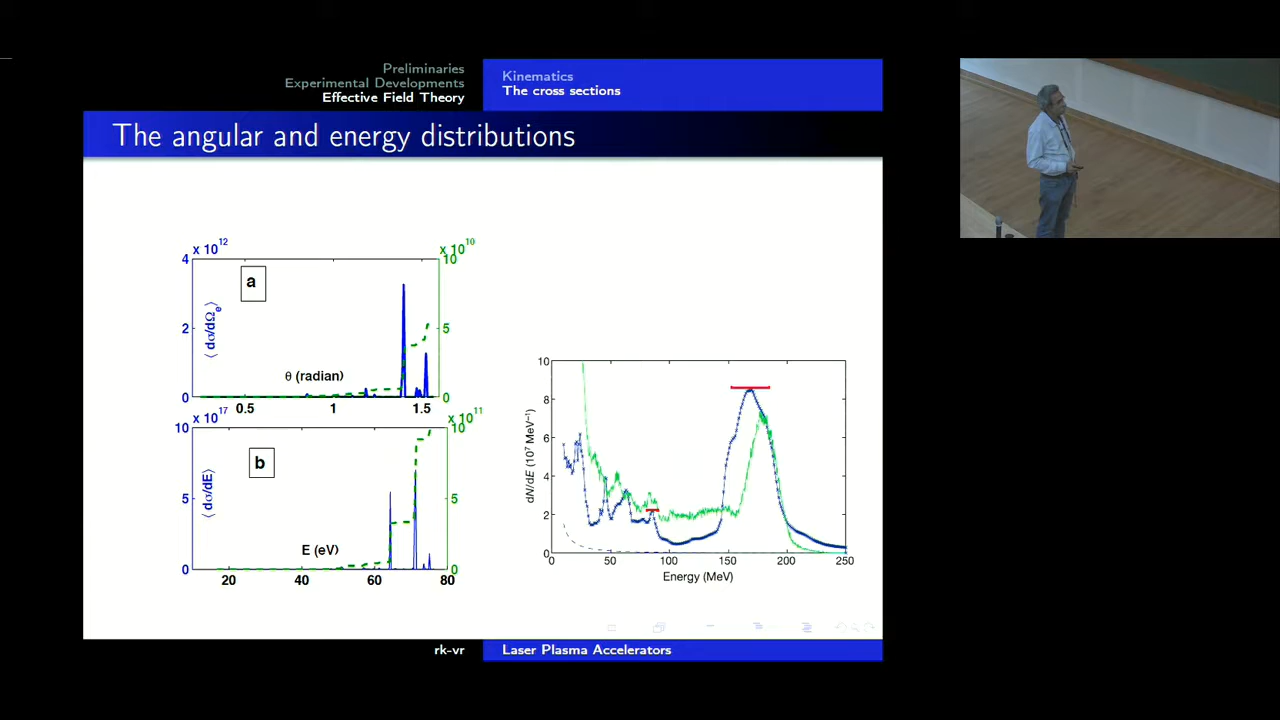 Preliminaries
Experimental Developments
Effective Field Theory
Kinematics
The cross sections
The angular and energy distributions
x 10^12
x 10^10
4
2
0
10
5
0
a
⟨ dσ/dΩ_e⟩
θ (radian)
0.5 1 1.5
x 10^17
x 10^11
10
5
0
10
5
0
b
⟨ dσ/dE⟩
E (eV)
20 40 60 80
10
8
6
4
2
0
dN/dE (10^7 MeV^−1)
0 50 100 150 200 250
Energy (MeV)
rk-vr
Laser Plasma Accelerators